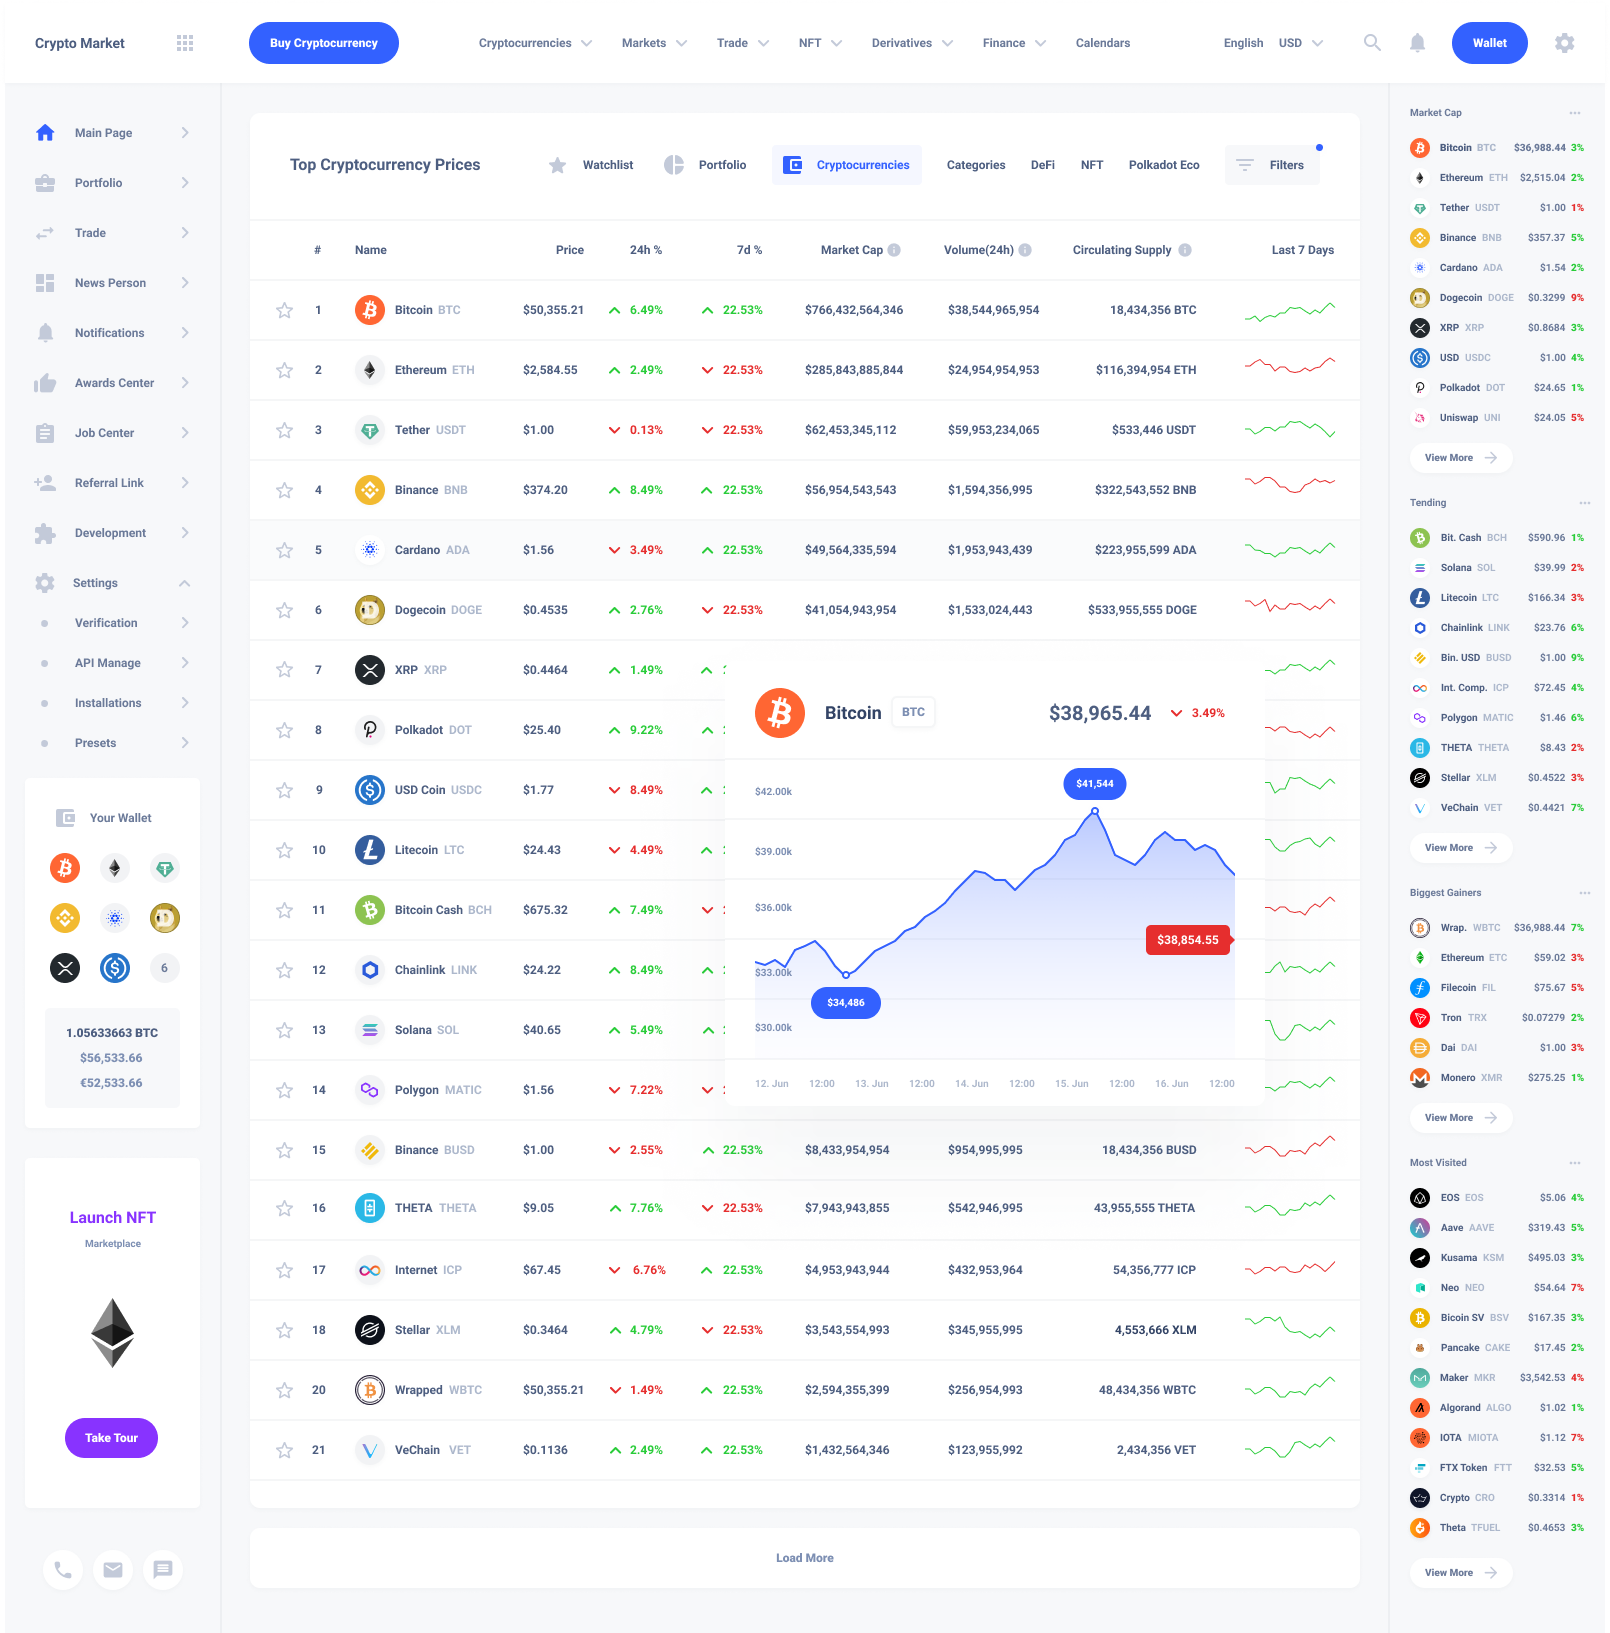 Crypto Market
Buy Cryptocurrency
Cryptocurrencies
Markets
Trade
NFT
Derivatives
Finance
Calendars
English
USD
Wallet
Main Page
Portfolio
Trade
News Person
Notifications
Awards Center
Job Center
Referral Link
Development
Settings
Verification
API Manage
Installations
Presets
Your Wallet
6
1.05633663 BTC
$56,533.66
€52,533.66
Launch NFT
Marketplace
Take Tour
Top Cryptocurrency Prices
Watchlist
Portfolio
Cryptocurrencies
Categories
DeFi
NFT
Polkadot Eco
Filters
# Name Price 24h % 7d % Market Cap Volume(24h) Circulating Supply Last 7 Days
1 Bitcoin BTC $50,355.21 6.49% 22.53% $766,432,564,346 $38,544,965,954 18,434,356 BTC
2 Ethereum ETH $2,584.55 2.49% 22.53% $285,843,885,844 $24,954,954,953 $116,394,954 ETH
3 Tether USDT $1.00 0.13% 22.53% $62,453,345,112 $59,953,234,065 $533,446 USDT
4 Binance BNB $374.20 8.49% 22.53% $56,954,543,543 $1,594,356,995 $322,543,552 BNB
5 Cardano ADA $1.56 3.49% 22.53% $49,564,335,594 $1,953,943,439 $223,955,599 ADA
6 Dogecoin DOGE $0.4535 2.76% 22.53% $41,054,943,954 $1,533,024,443 $533,955,555 DOGE
7 XRP XRP $0.4464 1.49%
8 Polkadot DOT $25.40 9.22%
9 USD Coin USDC $1.77 8.49%
10 Litecoin LTC $24.43 4.49%
11 Bitcoin Cash BCH $675.32 7.49%
12 Chainlink LINK $24.22 8.49%
13 Solana SOL $40.65 5.49%
14 Polygon MATIC $1.56 7.22%
15 Binance BUSD $1.00 2.55% 22.53% $8,433,954,954 $954,995,995 18,434,356 BUSD
16 THETA THETA $9.05 7.76% 22.53% $7,943,943,855 $542,946,995 43,955,555 THETA
17 Internet ICP $67.45 6.76% 22.53% $4,953,943,944 $432,953,964 54,356,777 ICP
18 Stellar XLM $0.3464 4.79% 22.53% $3,543,554,993 $345,955,995 4,553,666 XLM
20 Wrapped WBTC $50,355.21 1.49% 22.53% $2,594,355,399 $256,954,993 48,434,356 WBTC
21 VeChain VET $0.1136 2.49% 22.53% $1,432,564,346 $123,955,992 2,434,356 VET
Load More
Bitcoin BTC $38,965.44 3.49%
$42.00k
$41,544
$39.00k
$36.00k
$38,854.55
$33.00k
$34,486
$30.00k
12. Jun 12:00 13. Jun 12:00 14. Jun 12:00 15. Jun 12:00 16. Jun 12:00
Market Cap
Bitcoin BTC $36,988.44 3%
Ethereum ETH $2,515.04 2%
Tether USDT $1.00 1%
Binance BNB $357.37 5%
Cardano ADA $1.54 2%
Dogecoin DOGE $0.3299 9%
XRP XRP $0.8684 3%
USD USDC $1.00 4%
Polkadot DOT $24.65 1%
Uniswap UNI $24.05 5%
View More
Tending
Bit. Cash BCH $590.96 1%
Solana SOL $39.99 2%
Litecoin LTC $166.34 3%
Chainlink LINK $23.76 6%
Bin. USD BUSD $1.00 9%
Int. Comp. ICP $72.45 4%
Polygon MATIC $1.46 6%
THETA THETA $8.43 2%
Stellar XLM $0.4522 3%
VeChain VET $0.4421 7%
View More
Biggest Gainers
Wrap. WBTC $36,988.44 7%
Ethereum ETC $59.02 3%
Filecoin FIL $75.67 5%
Tron TRX $0.07279 2%
Dai DAI $1.00 3%
Monero XMR $275.25 1%
View More
Most Visited
EOS EOS $5.06 4%
Aave AAVE $319.43 5%
Kusama KSM $495.03 3%
Neo NEO $54.64 7%
Bicoin SV BSV $167.35 3%
Pancake CAKE $17.45 2%
Maker MKR $3,542.53 4%
Algorand ALGO $1.02 1%
IOTA MIOTA $1.12 7%
FTX Token FTT $32.53 5%
Crypto CRO $0.3314 1%
Theta TFUEL $0.4653 3%
View More